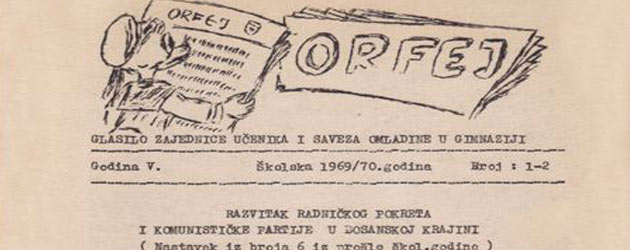 ORFEJ
ORFEJ
GLASILO ZAJEDNICE UČENIKA I SAVEZA OMLADINE U GIMNAZIJI
Godina V. Školska 1969/70.godina Broj : 1-2
RAZVITAK RADNIČKOG POKRETA
I KOMUNISTIČKE PARTIJE U BOSANSKOJ KRAJINI
( Nastavak iz broja 6 iz prošle škol.godine )